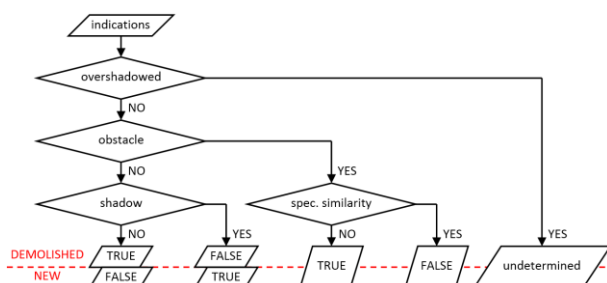 indications
overshadowed
NO
obstacle
NO YES
shadow spec. similarity
NO YES NO YES YES
DEMOLISHED TRUE FALSE TRUE FALSE undetermined
NEW FALSE TRUE